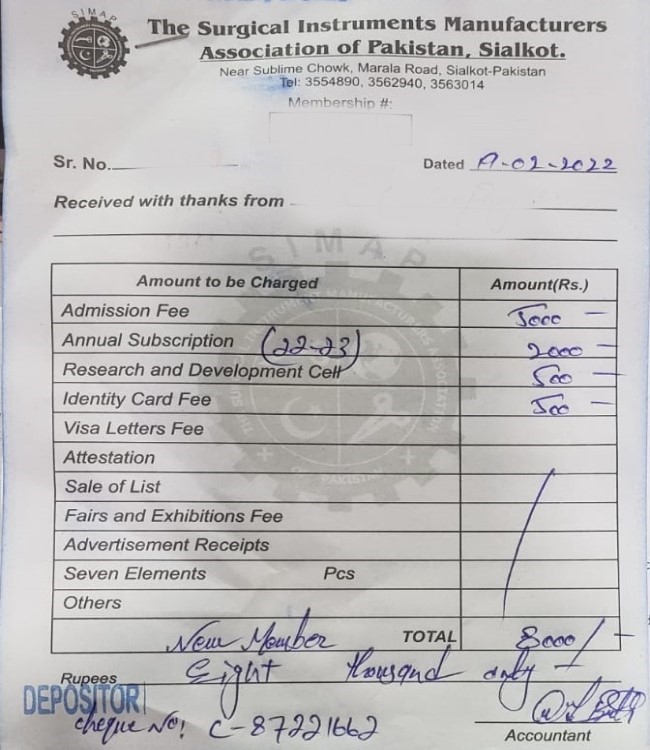 SIMAP
The Surgical Instruments Manufacturers
Association of Pakistan, Sialkot.
Near Sublime Chowk, Marala Road, Sialkot-Pakistan
Tel: 3554890, 3562940, 3563014
Membership #:
Sr. No. Dated 17-02-2022
Received with thanks from
SIMAP
Amount to be Charged Amount(Rs.)
Admission Fee 5000 —
Annual Subscription (22-23) 2000 —
Research and Development Cell 500 —
Identity Card Fee 500 —
Visa Letters Fee
Attestation
Sale of List
Fairs and Exhibitions Fee
Advertisement Receipts
Seven Elements Pcs
Others
New Member TOTAL 8000/—
Rupees Eight thousand only —
DEPOSITOR
cheque No! C-87221662
Accountant